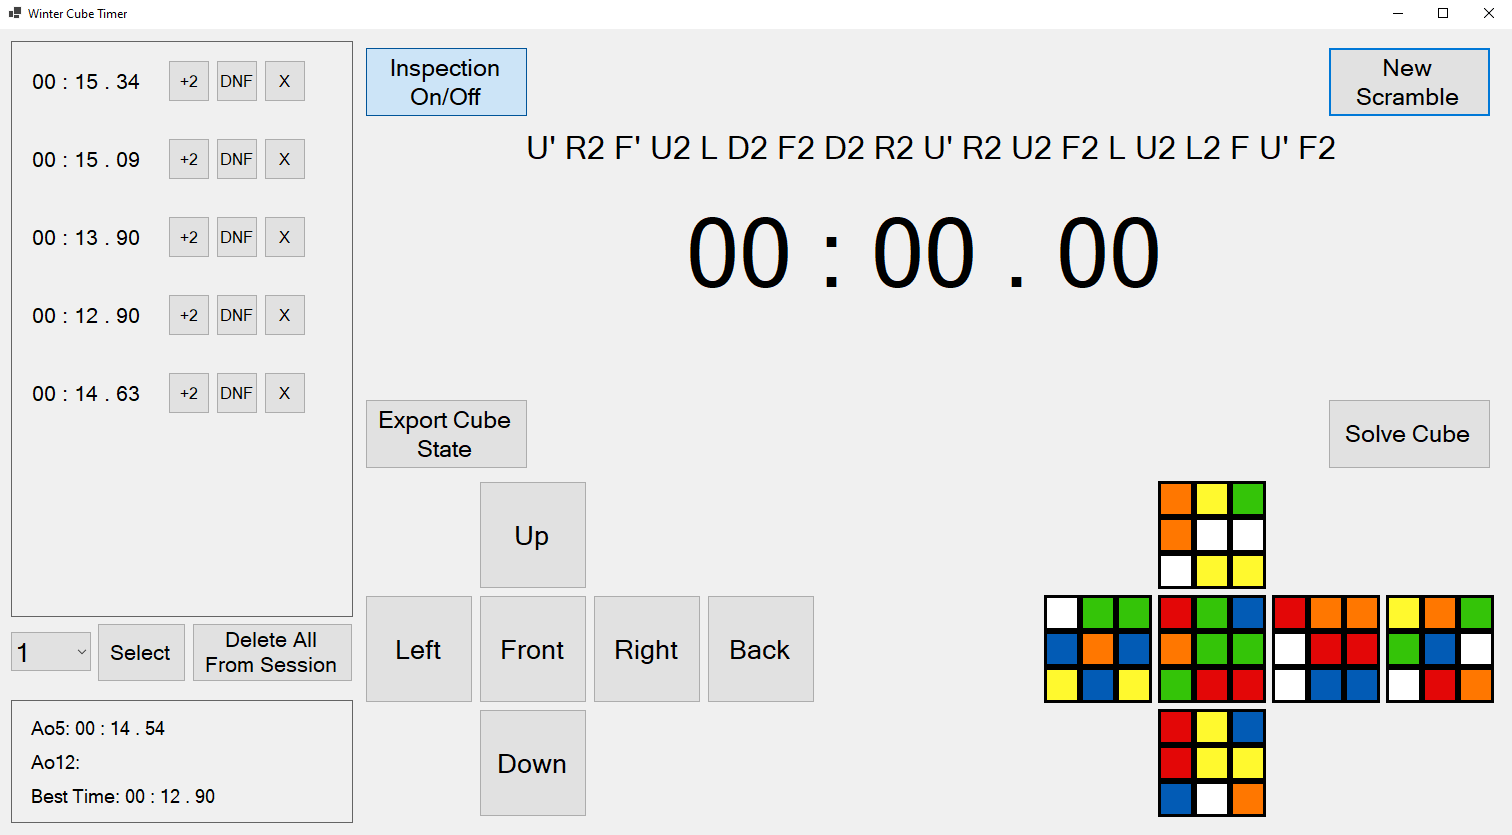 Winter Cube Timer
00 : 15 . 34 +2 DNF X
00 : 15 . 09 +2 DNF X
00 : 13 . 90 +2 DNF X
00 : 12 . 90 +2 DNF X
00 : 14 . 63 +2 DNF X
1
Select
Delete All
From Session
Ao5: 00 : 14 . 54
Ao12:
Best Time: 00 : 12 . 90
Inspection
On/Off
New
Scramble
U' R2 F' U2 L D2 F2 D2 R2 U' R2 U2 F2 L U2 L2 F U' F2
00 : 00 . 00
Export Cube
State
Solve Cube
Up
Left Front Right Back
Down